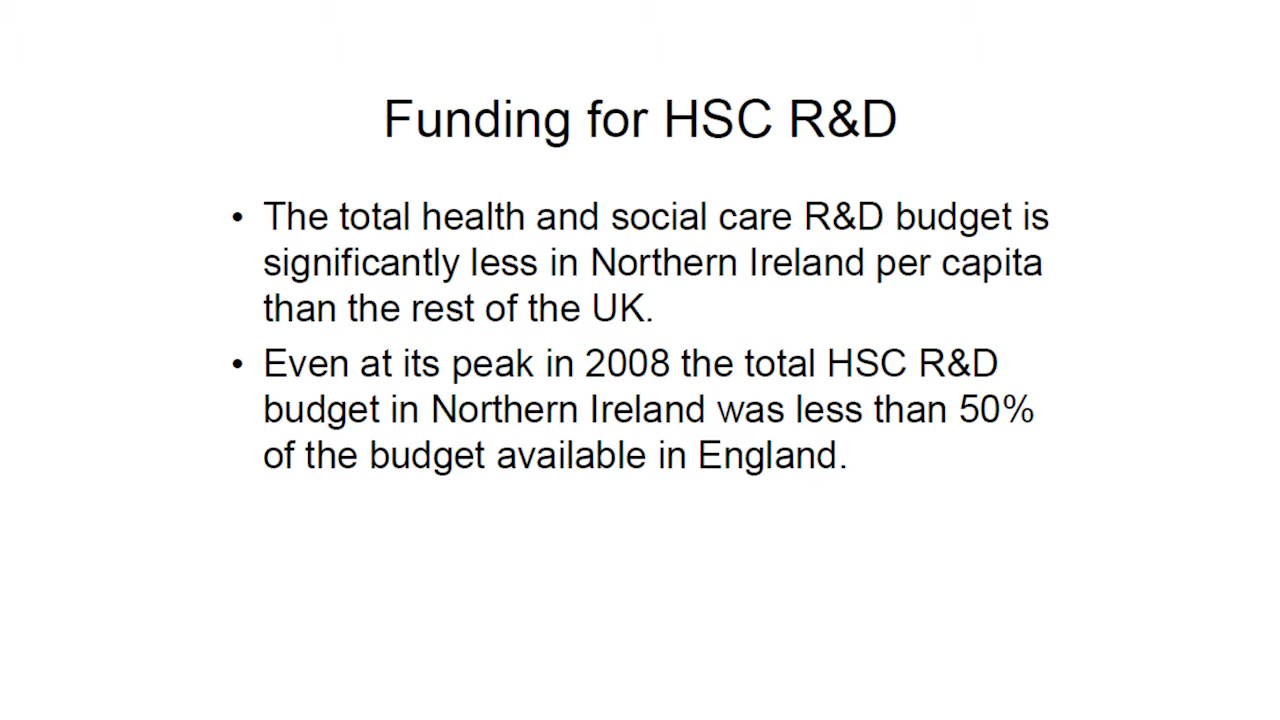 Funding for HSC R&D
• The total health and social care R&D budget is
significantly less in Northern Ireland per capita
than the rest of the UK.
• Even at its peak in 2008 the total HSC R&D
budget in Northern Ireland was less than 50%
of the budget available in England.